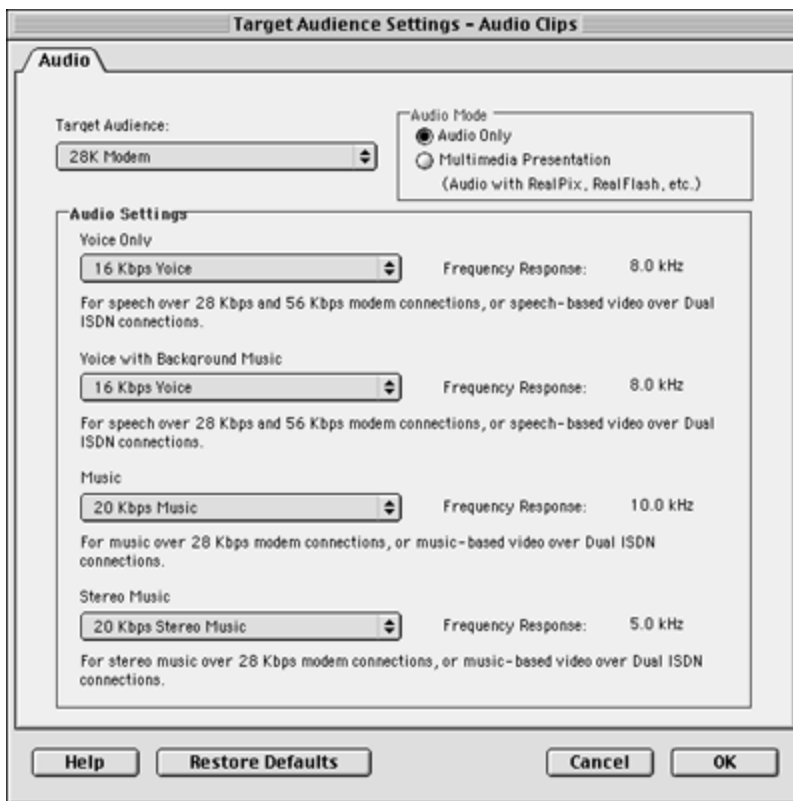 Target Audience Settings - Audio Clips
Audio
Target Audience:
28K Modem
Audio Mode
Audio Only
Multimedia Presentation
(Audio with RealPix, RealFlash, etc.)
Audio Settings
Voice Only
16 Kbps Voice
Frequency Response: 8.0 kHz
For speech over 28 Kbps and 56 Kbps modem connections, or speech-based video over Dual
ISDN connections.
Voice with Background Music
16 Kbps Voice
Frequency Response: 8.0 kHz
For speech over 28 Kbps and 56 Kbps modem connections, or speech-based video over Dual
ISDN connections.
Music
20 Kbps Music
Frequency Response: 10.0 kHz
For music over 28 Kbps modem connections, or music-based video over Dual ISDN
connections.
Stereo Music
20 Kbps Stereo Music
Frequency Response: 5.0 kHz
For stereo music over 28 Kbps modem connections, or music-based video over Dual ISDN
connections.
Help
Restore Defaults
Cancel
OK